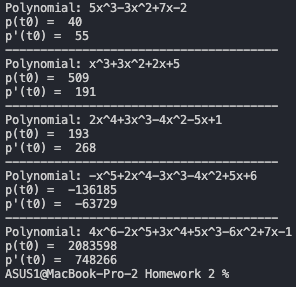 Polynomial: 5x^3-3x^2+7x-2
p(t0) =  40
p'(t0) =  55
---------------------------------------
Polynomial: x^3+3x^2+2x+5
p(t0) =  509
p'(t0) =  191
---------------------------------------
Polynomial: 2x^4+3x^3-4x^2-5x+1
p(t0) =  193
p'(t0) =  268
---------------------------------------
Polynomial: -x^5+2x^4-3x^3-4x^2+5x+6
p(t0) =  -136185
p'(t0) =  -63729
---------------------------------------
Polynomial: 4x^6-2x^5+3x^4+5x^3-6x^2+7x-1
p(t0) =  2083598
p'(t0) =  748266
ASUS1@MacBook-Pro-2 Homework 2 %